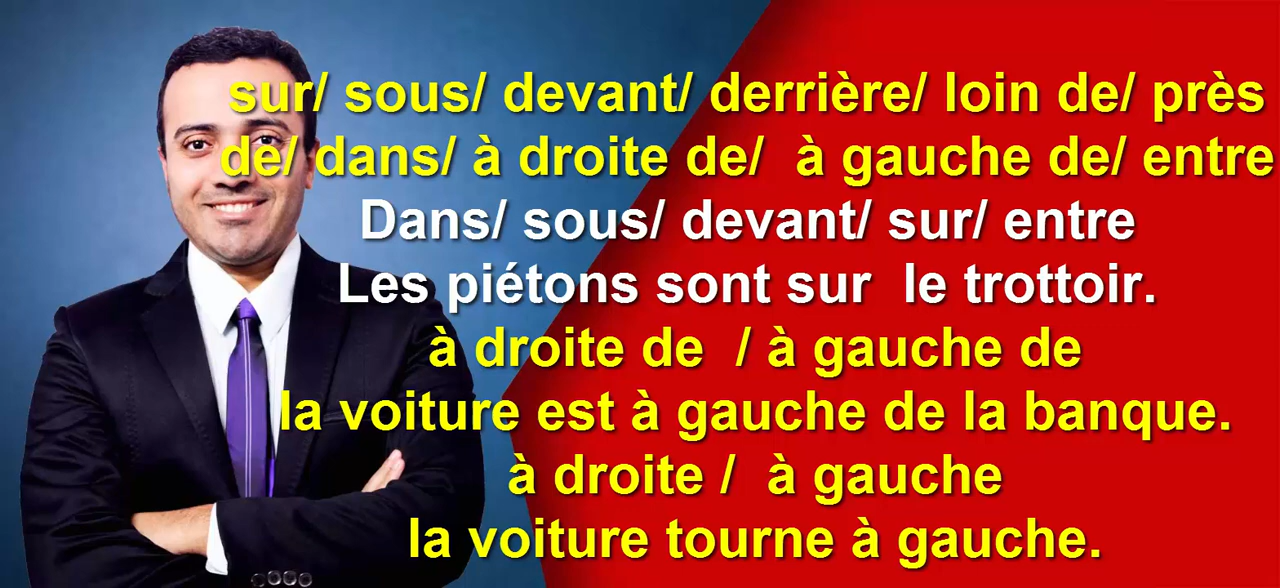 sur/ sous/ devant/ derrière/ loin de/ près
de/ dans/ à droite de/  à gauche de/ entre
Dans/ sous/ devant/ sur/ entre
Les piétons sont sur  le trottoir.
à droite de  / à gauche de
la voiture est à gauche de la banque.
à droite /  à gauche
la voiture tourne à gauche.